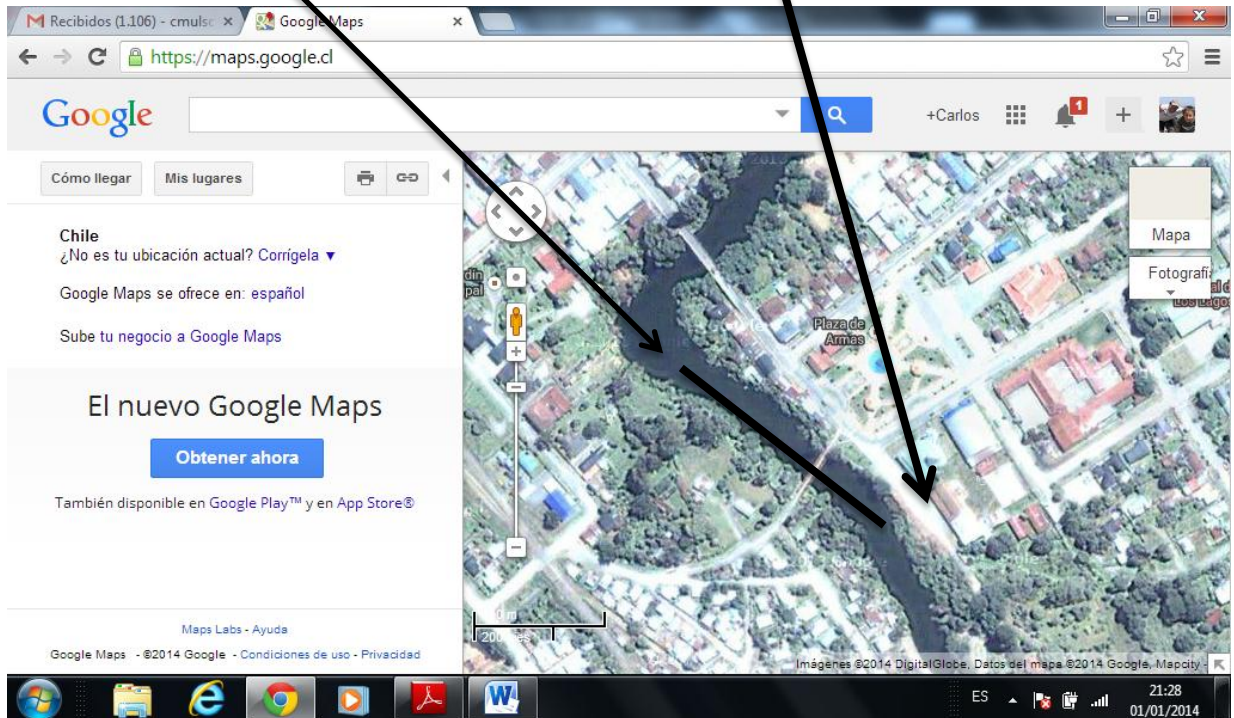 Recibidos (1.106) - cmulsc
Google Maps
https://maps.google.cl
Google
+Carlos
1
Cómo llegar
Mis lugares
Chile
¿No es tu ubicación actual? Corrígela ▼
Google Maps se ofrece en: español
Sube tu negocio a Google Maps
El nuevo Google Maps
Obtener ahora
También disponible en Google Play™ y en App Store®
Maps Labs - Ayuda
Google Maps - ©2014 Google - Condiciones de uso - Privacidad
Mapa
Fotografí
Los Lagos
Plaza de
Armas
Imágenes ©2014 DigitalGlobe, Datos del mapa ©2014 Google, Mapcity -
ES
21:28
01/01/2014